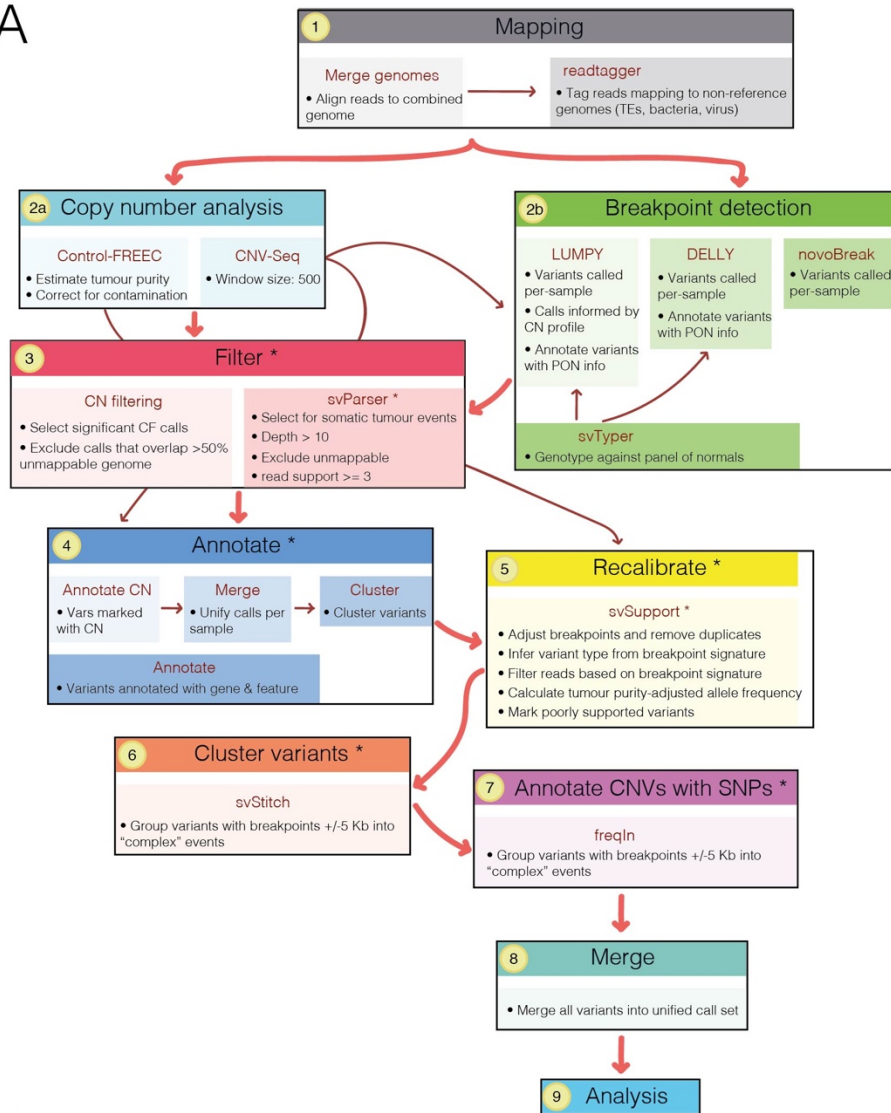 A
1 Mapping
Merge genomes
• Align reads to combined
genome
readtagger
• Tag reads mapping to non-reference
genomes (TEs, bacteria, virus)
2a Copy number analysis
Control-FREEC
• Estimate tumour purity
• Correct for contamination
CNV-Seq
• Window size: 500
2b Breakpoint detection
LUMPY
• Variants called
per-sample
• Calls informed by
CN profile
• Annotate variants
with PON info
DELLY
• Variants called
per-sample
• Annotate variants
with PON info
novoBreak
• Variants called
per-sample
svTyper
• Genotype against panel of normals
3 Filter *
CN filtering
• Select significant CF calls
• Exclude calls that overlap >50%
unmappable genome
svParser *
• Select for somatic tumour events
• Depth > 10
• Exclude unmappable
• read support >= 3
4 Annotate *
Annotate CN
• Vars marked
with CN
Merge
• Unify calls per
sample
Cluster
• Cluster variants
Annotate
• Variants annotated with gene & feature
5 Recalibrate *
svSupport *
• Adjust breakpoints and remove duplicates
• Infer variant type from breakpoint signature
• Filter reads based on breakpoint signature
• Calculate tumour purity-adjusted allele frequency
• Mark poorly supported variants
6 Cluster variants *
svStitch
• Group variants with breakpoints +/-5 Kb into
“complex” events
7 Annotate CNVs with SNPs *
freqIn
• Group variants with breakpoints +/-5 Kb into
“complex” events
8 Merge
• Merge all variants into unified call set
9 Analysis